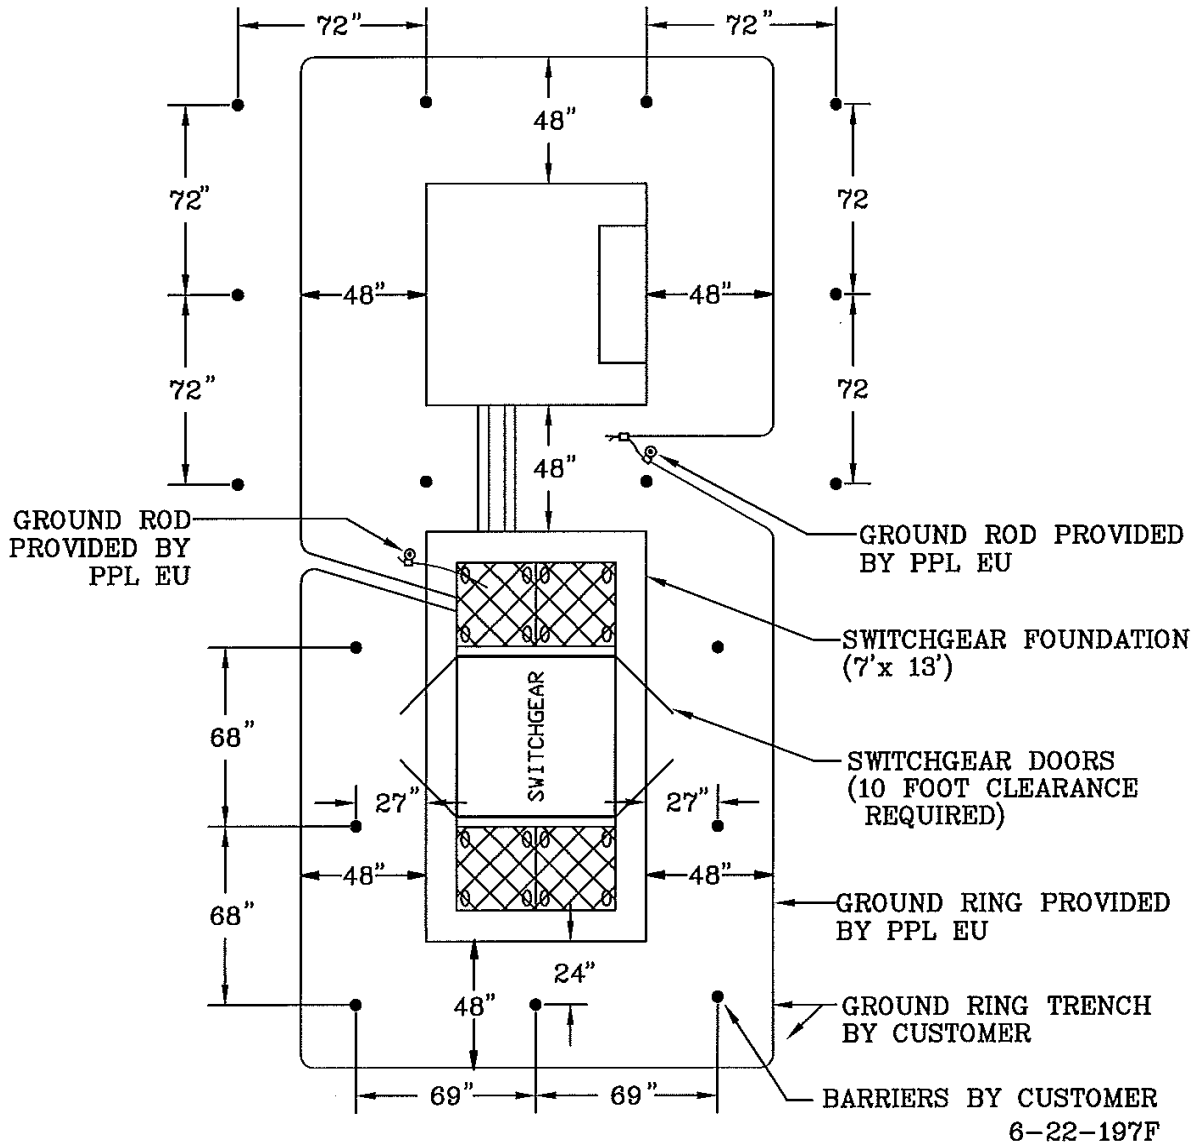 72"
72"
48"
72"
72
48"
48"
72"
72
48"
GROUND ROD
PROVIDED BY
PPL EU
GROUND ROD PROVIDED
BY PPL EU
SWITCHGEAR FOUNDATION
(7'x 13')
68"
SWITCHGEAR
SWITCHGEAR DOORS
(10 FOOT CLEARANCE
REQUIRED)
27"
27"
48"
48"
68"
GROUND RING PROVIDED
BY PPL EU
24"
48"
GROUND RING TRENCH
BY CUSTOMER
69"
69"
BARRIERS BY CUSTOMER
6-22-197F